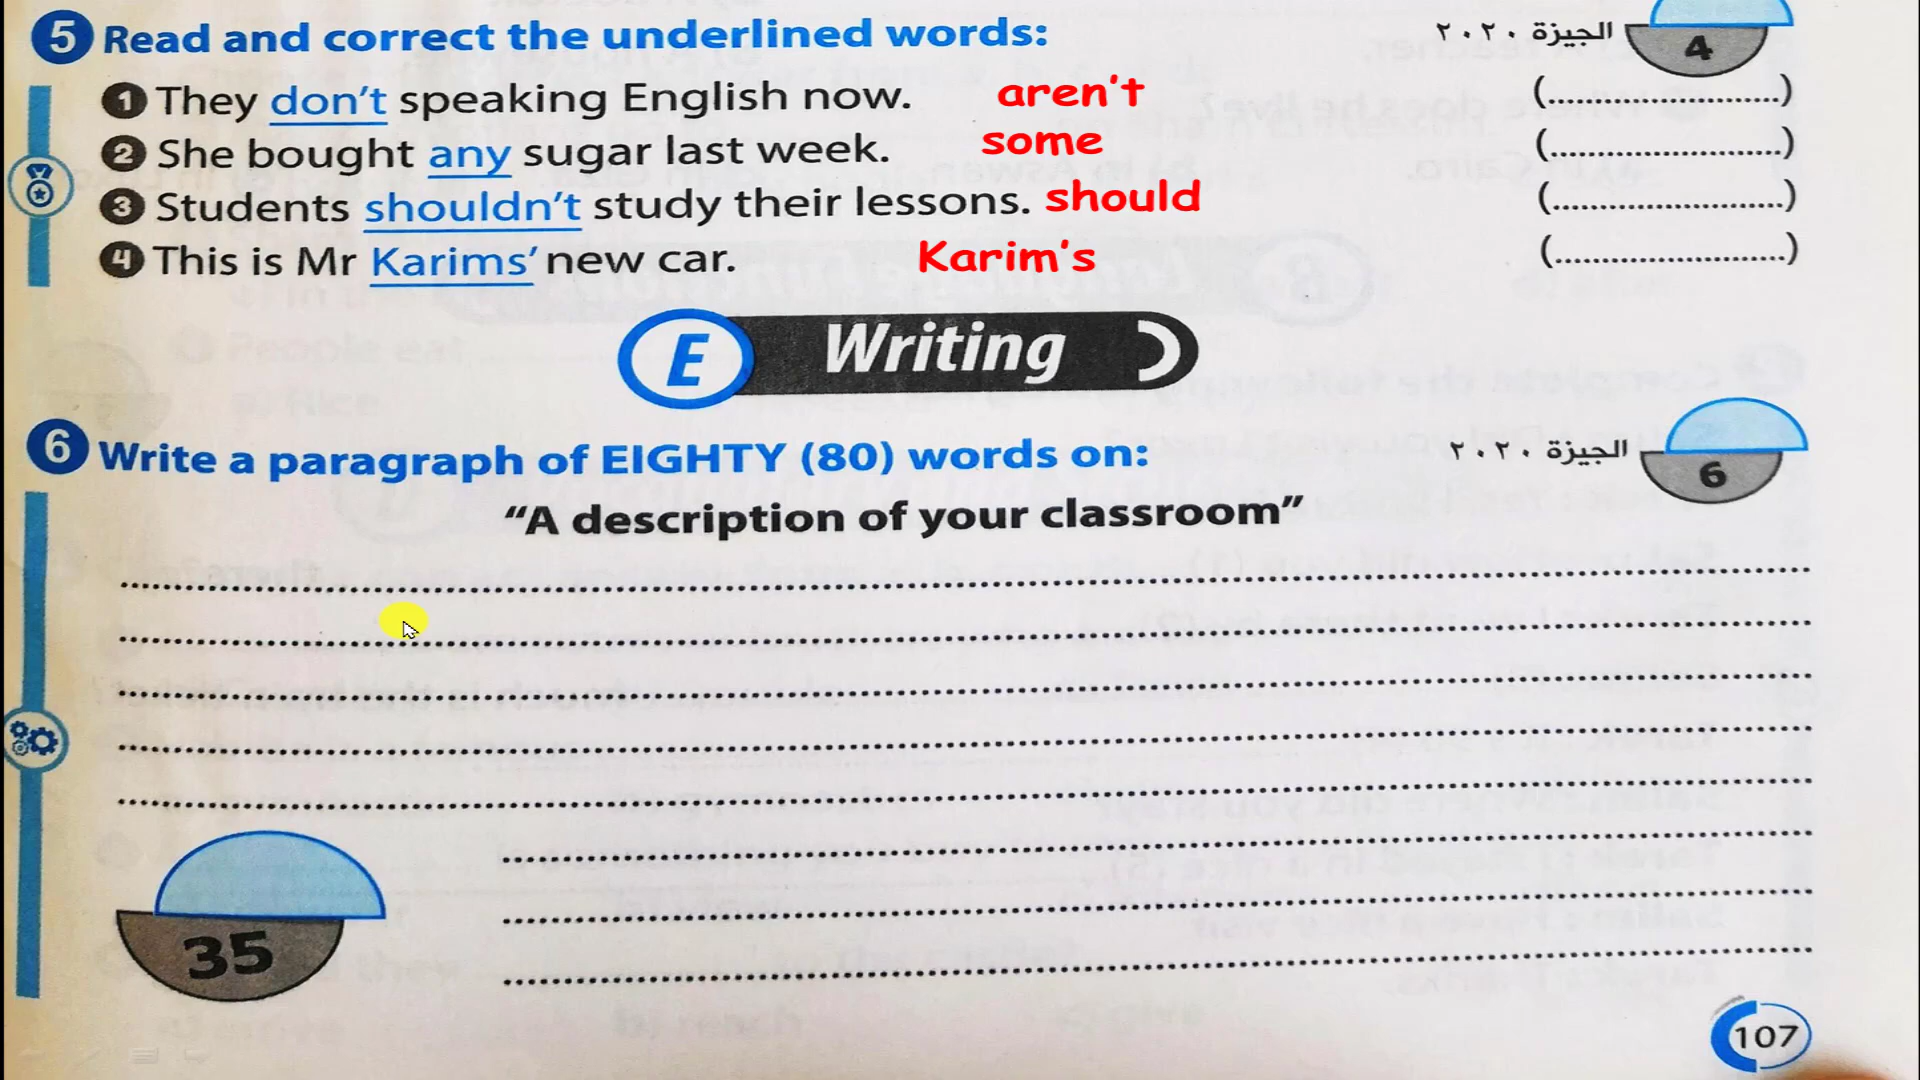 5 Read and correct the underlined words: الجيزة ٢٠٢٠ 4
1 They don't speaking English now. aren't (........................)
2 She bought any sugar last week. some (........................)
3 Students shouldn't study their lessons. should (........................)
4 This is Mr Karims' new car. Karim's (........................)
E Writing
6 Write a paragraph of EIGHTY (80) words on: الجيزة ٢٠٢٠ 6
“A description of your classroom”
35
107